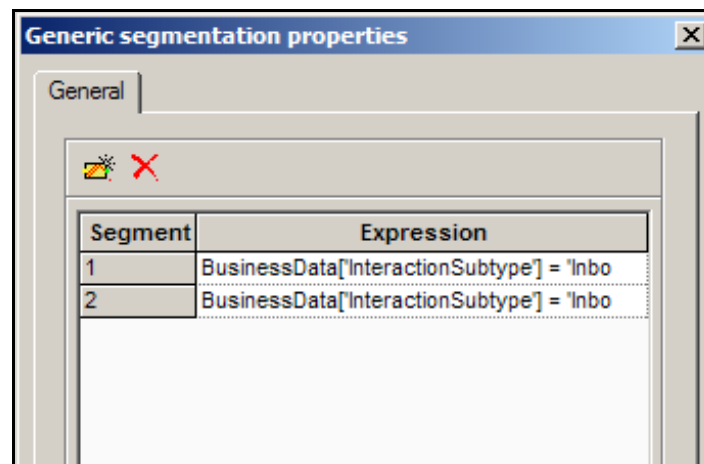 Generic segmentation properties
General
Segment Expression
1 BusinessData['InteractionSubtype'] = 'Inbo
2 BusinessData['InteractionSubtype'] = 'Inbo